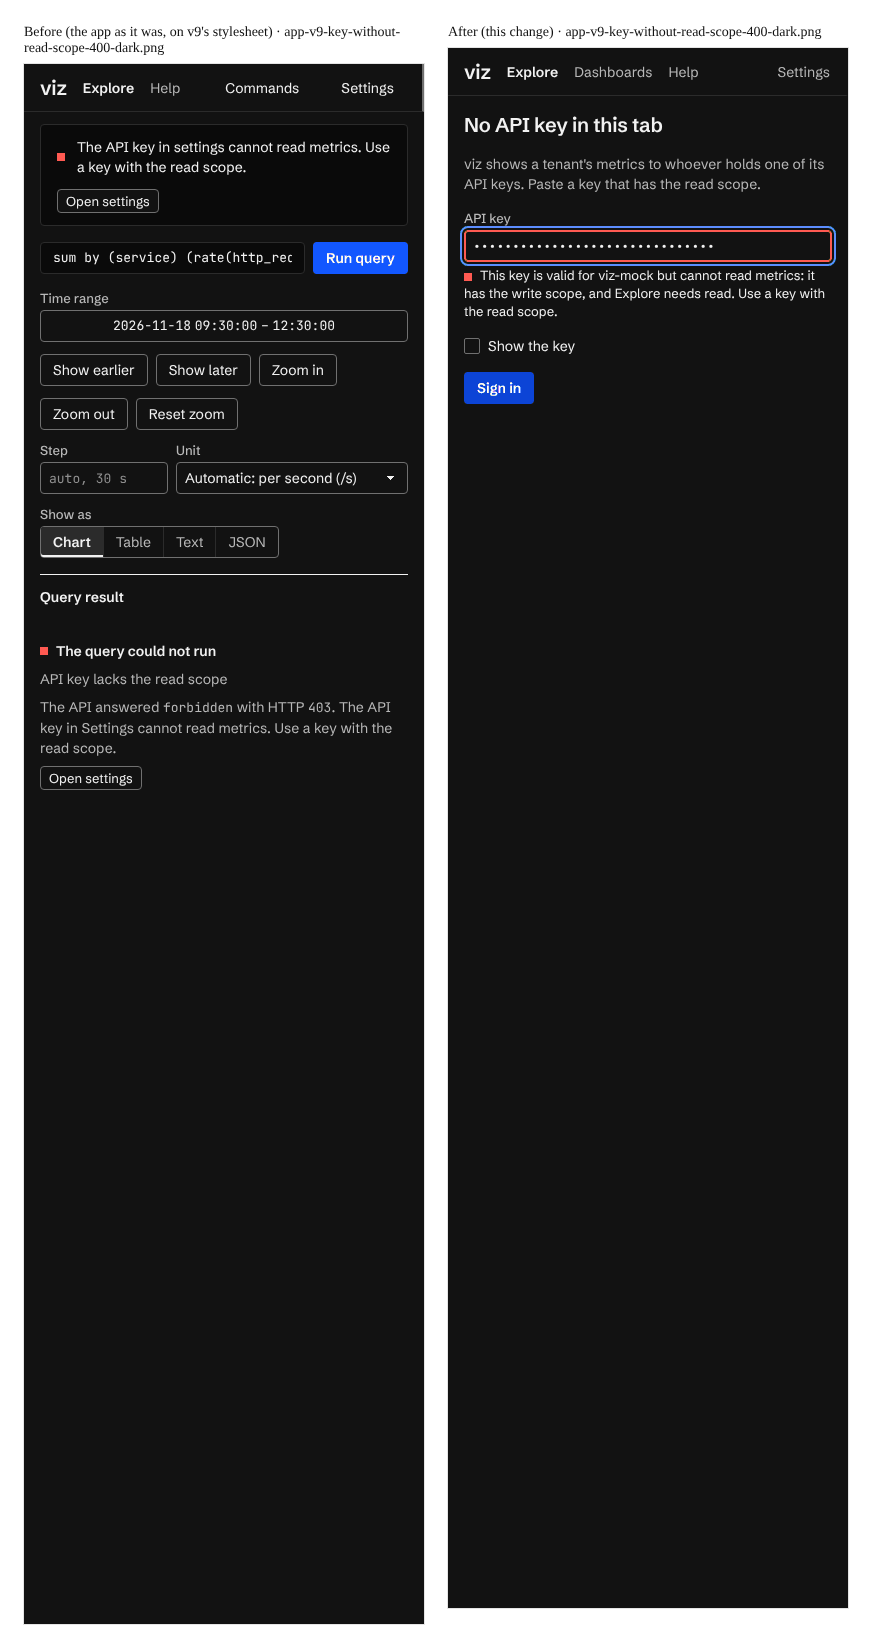 Before (the app as it was, on v9's stylesheet) · app-v9-key-without-
read-scope-400-dark.png
viz Explore Help Commands Settings
The API key in settings cannot read metrics. Use
a key with the read scope.
Open settings
sum by (service) (rate(http_rec
Run query
Time range
2026-11-18 09:30:00 – 12:30:00
Show earlier Show later Zoom in
Zoom out Reset zoom
Step Unit
auto, 30 s Automatic: per second (/s)
Show as
Chart Table Text JSON
Query result
The query could not run
API key lacks the read scope
The API answered forbidden with HTTP 403. The API
key in Settings cannot read metrics. Use a key with the
read scope.
Open settings
After (this change) · app-v9-key-without-read-scope-400-dark.png
viz Explore Dashboards Help Settings
No API key in this tab
viz shows a tenant's metrics to whoever holds one of its
API keys. Paste a key that has the read scope.
API key
•••••••••••••••••••••••••••••••
This key is valid for viz-mock but cannot read metrics: it
has the write scope, and Explore needs read. Use a key with
the read scope.
Show the key
Sign in